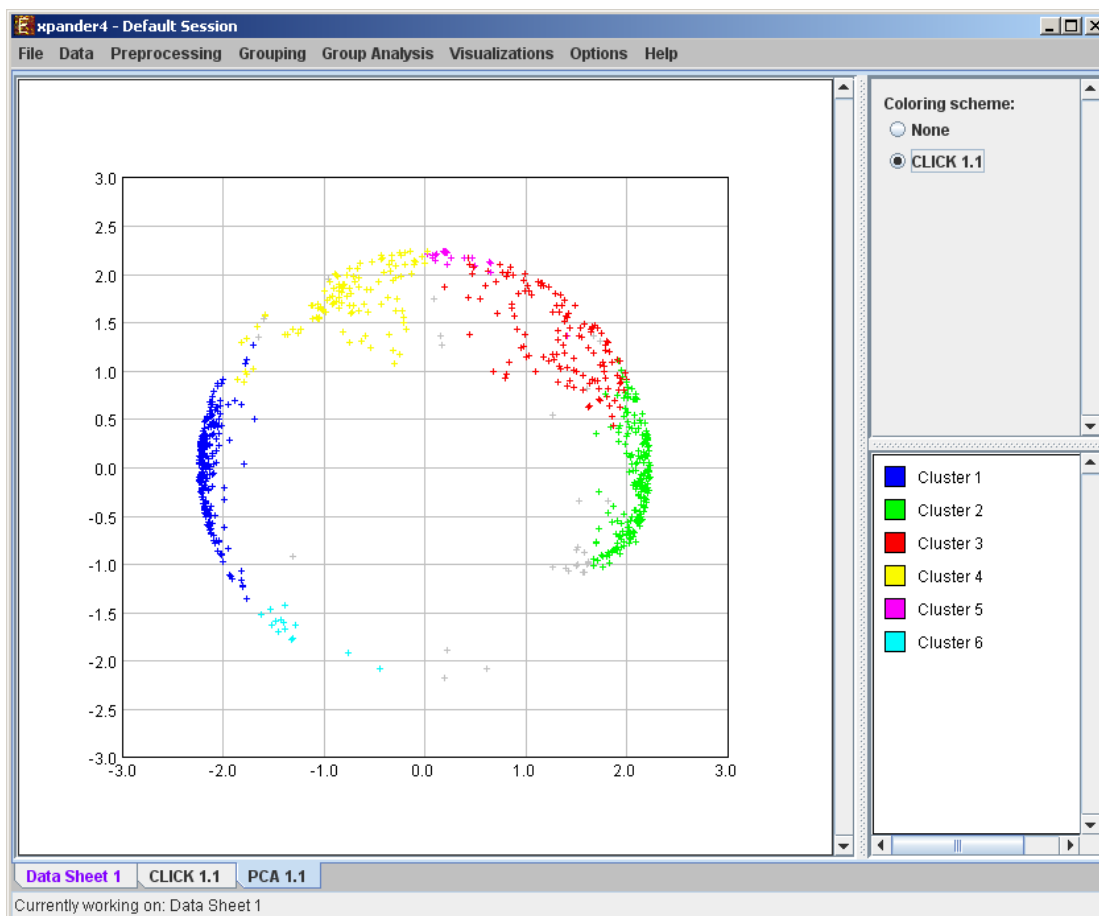 xpander4 - Default Session
File Data Preprocessing Grouping Group Analysis Visualizations Options Help
Coloring scheme:
None
CLICK 1.1
3.0
2.5
2.0
1.5
1.0
0.5
0.0
-0.5
-1.0
-1.5
-2.0
-2.5
-3.0
-3.0 -2.0 -1.0 0.0 1.0 2.0 3.0
Cluster 1
Cluster 2
Cluster 3
Cluster 4
Cluster 5
Cluster 6
Data Sheet 1 CLICK 1.1 PCA 1.1
Currently working on: Data Sheet 1